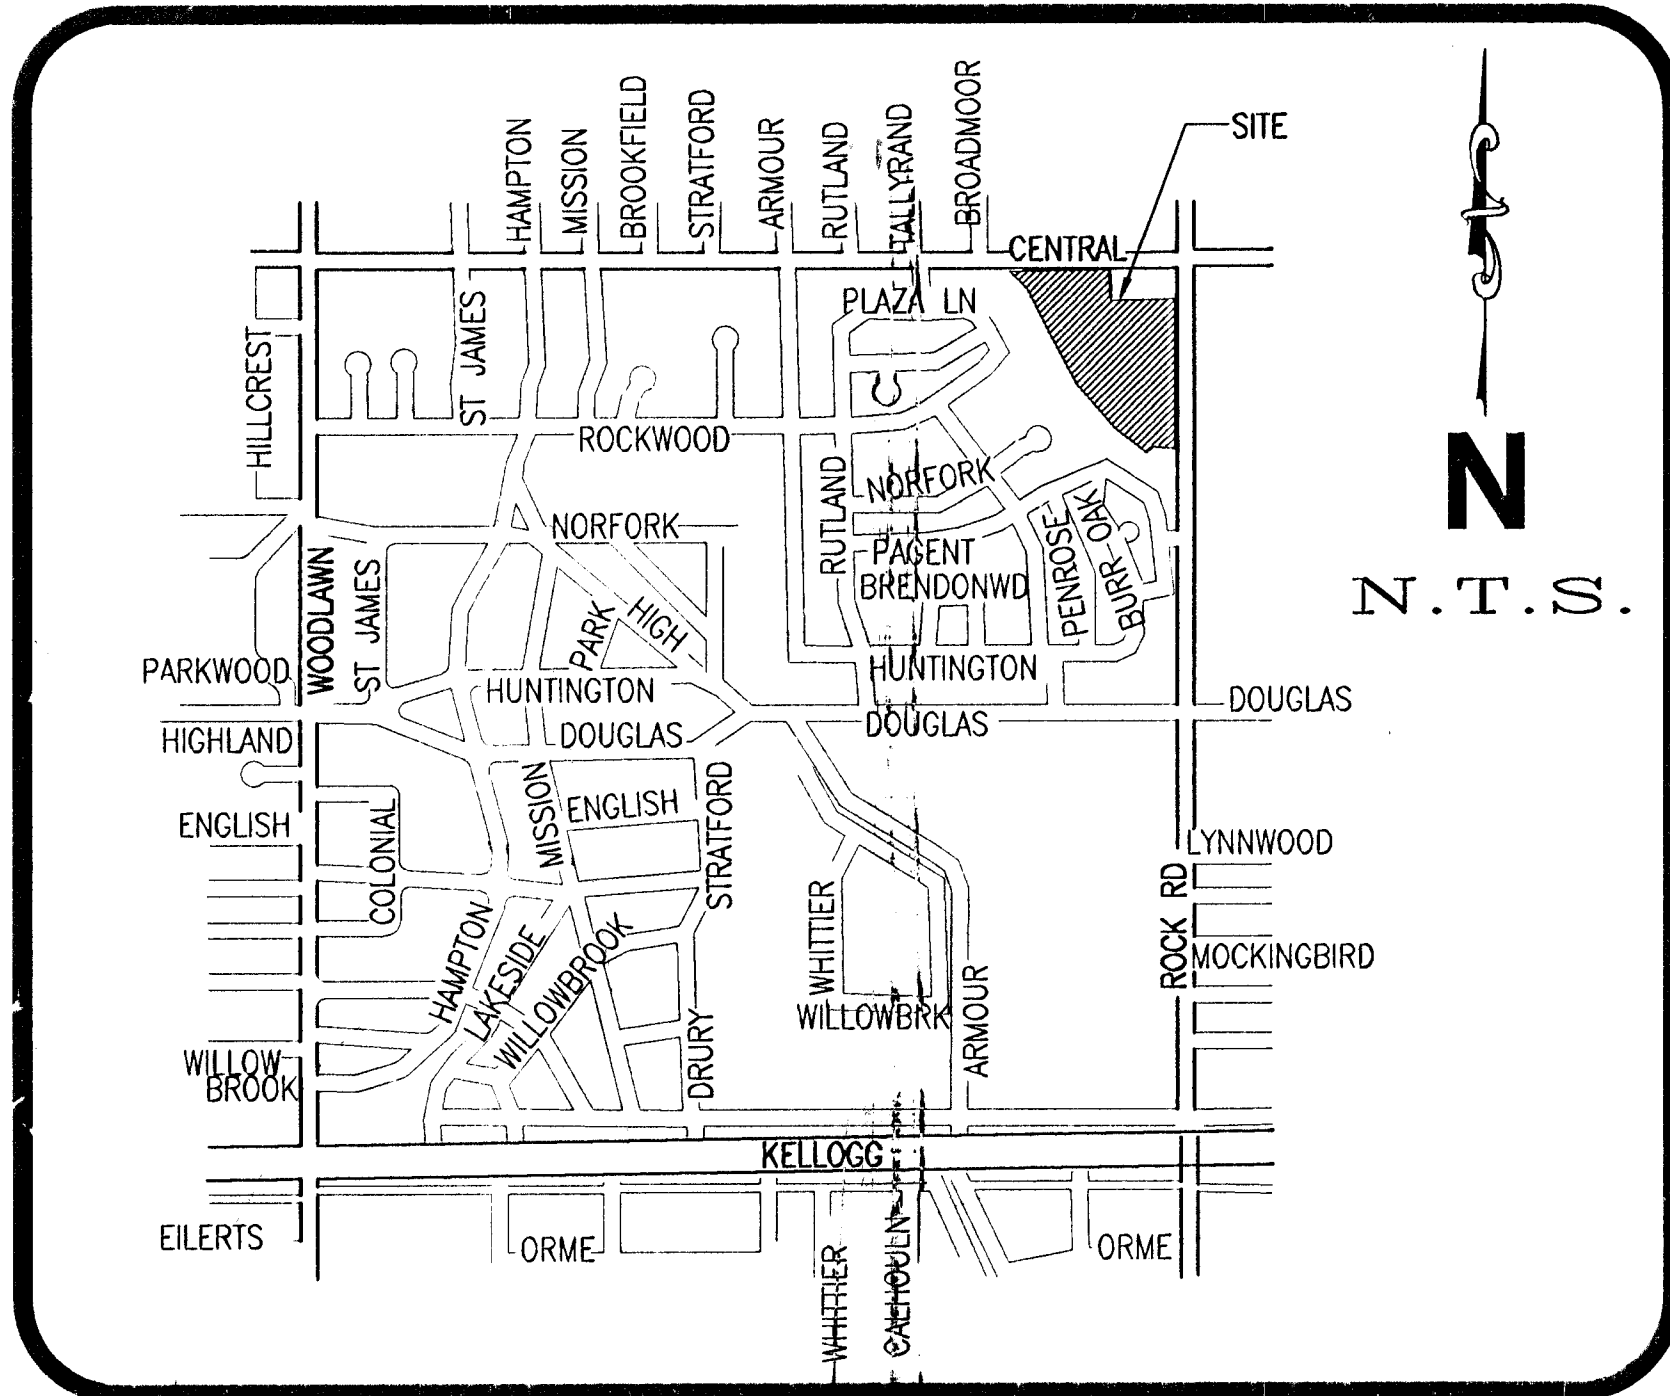 HAMPTON
MISSION
BROOKFIELD
STRATFORD
ARMOUR
RUTLAND
TALLYRAND
BROADMOOR
SITE
CENTRAL
PLAZA LN
ST JAMES
HILLCREST
ROCKWOOD
N
NORFORK
RUTLAND
NORFORK
PAGENT
BRENDONWD
PENROSE
BURR-OAK
N.T.S.
WOODLAWN
ST JAMES
PARK
HIGH
PARKWOOD
HUNTINGTON
HUNTINGTON
DOUGLAS
DOUGLAS
DOUGLAS
HIGHLAND
MISSION
ENGLISH
STRATFORD
ENGLISH
COLONIAL
LYNNWOOD
WHITTIER
ROCK RD
HAMPTON
LAKESIDE
WILLOWBROOK
MOCKINGBIRD
WILLOWBRK
ARMOUR
DRURY
WILLOW
BROOK
KELLOGG
EILERTS
ORME
WHITTIER
CALHOULN
ORME